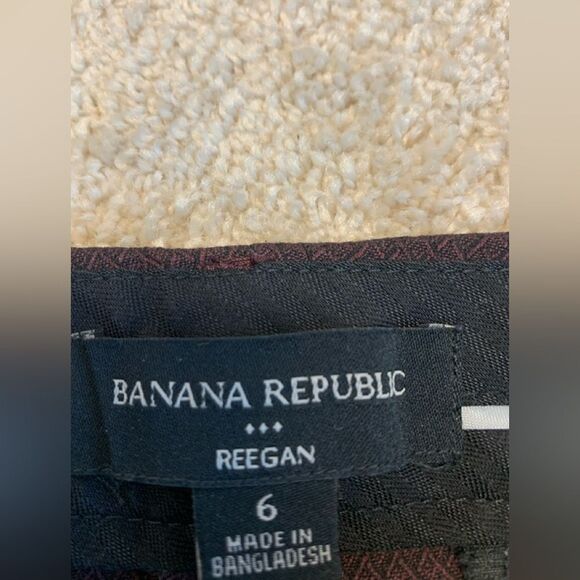 BANANA REPUBLIC
REEGAN
6
MADE IN
BANGLADESH